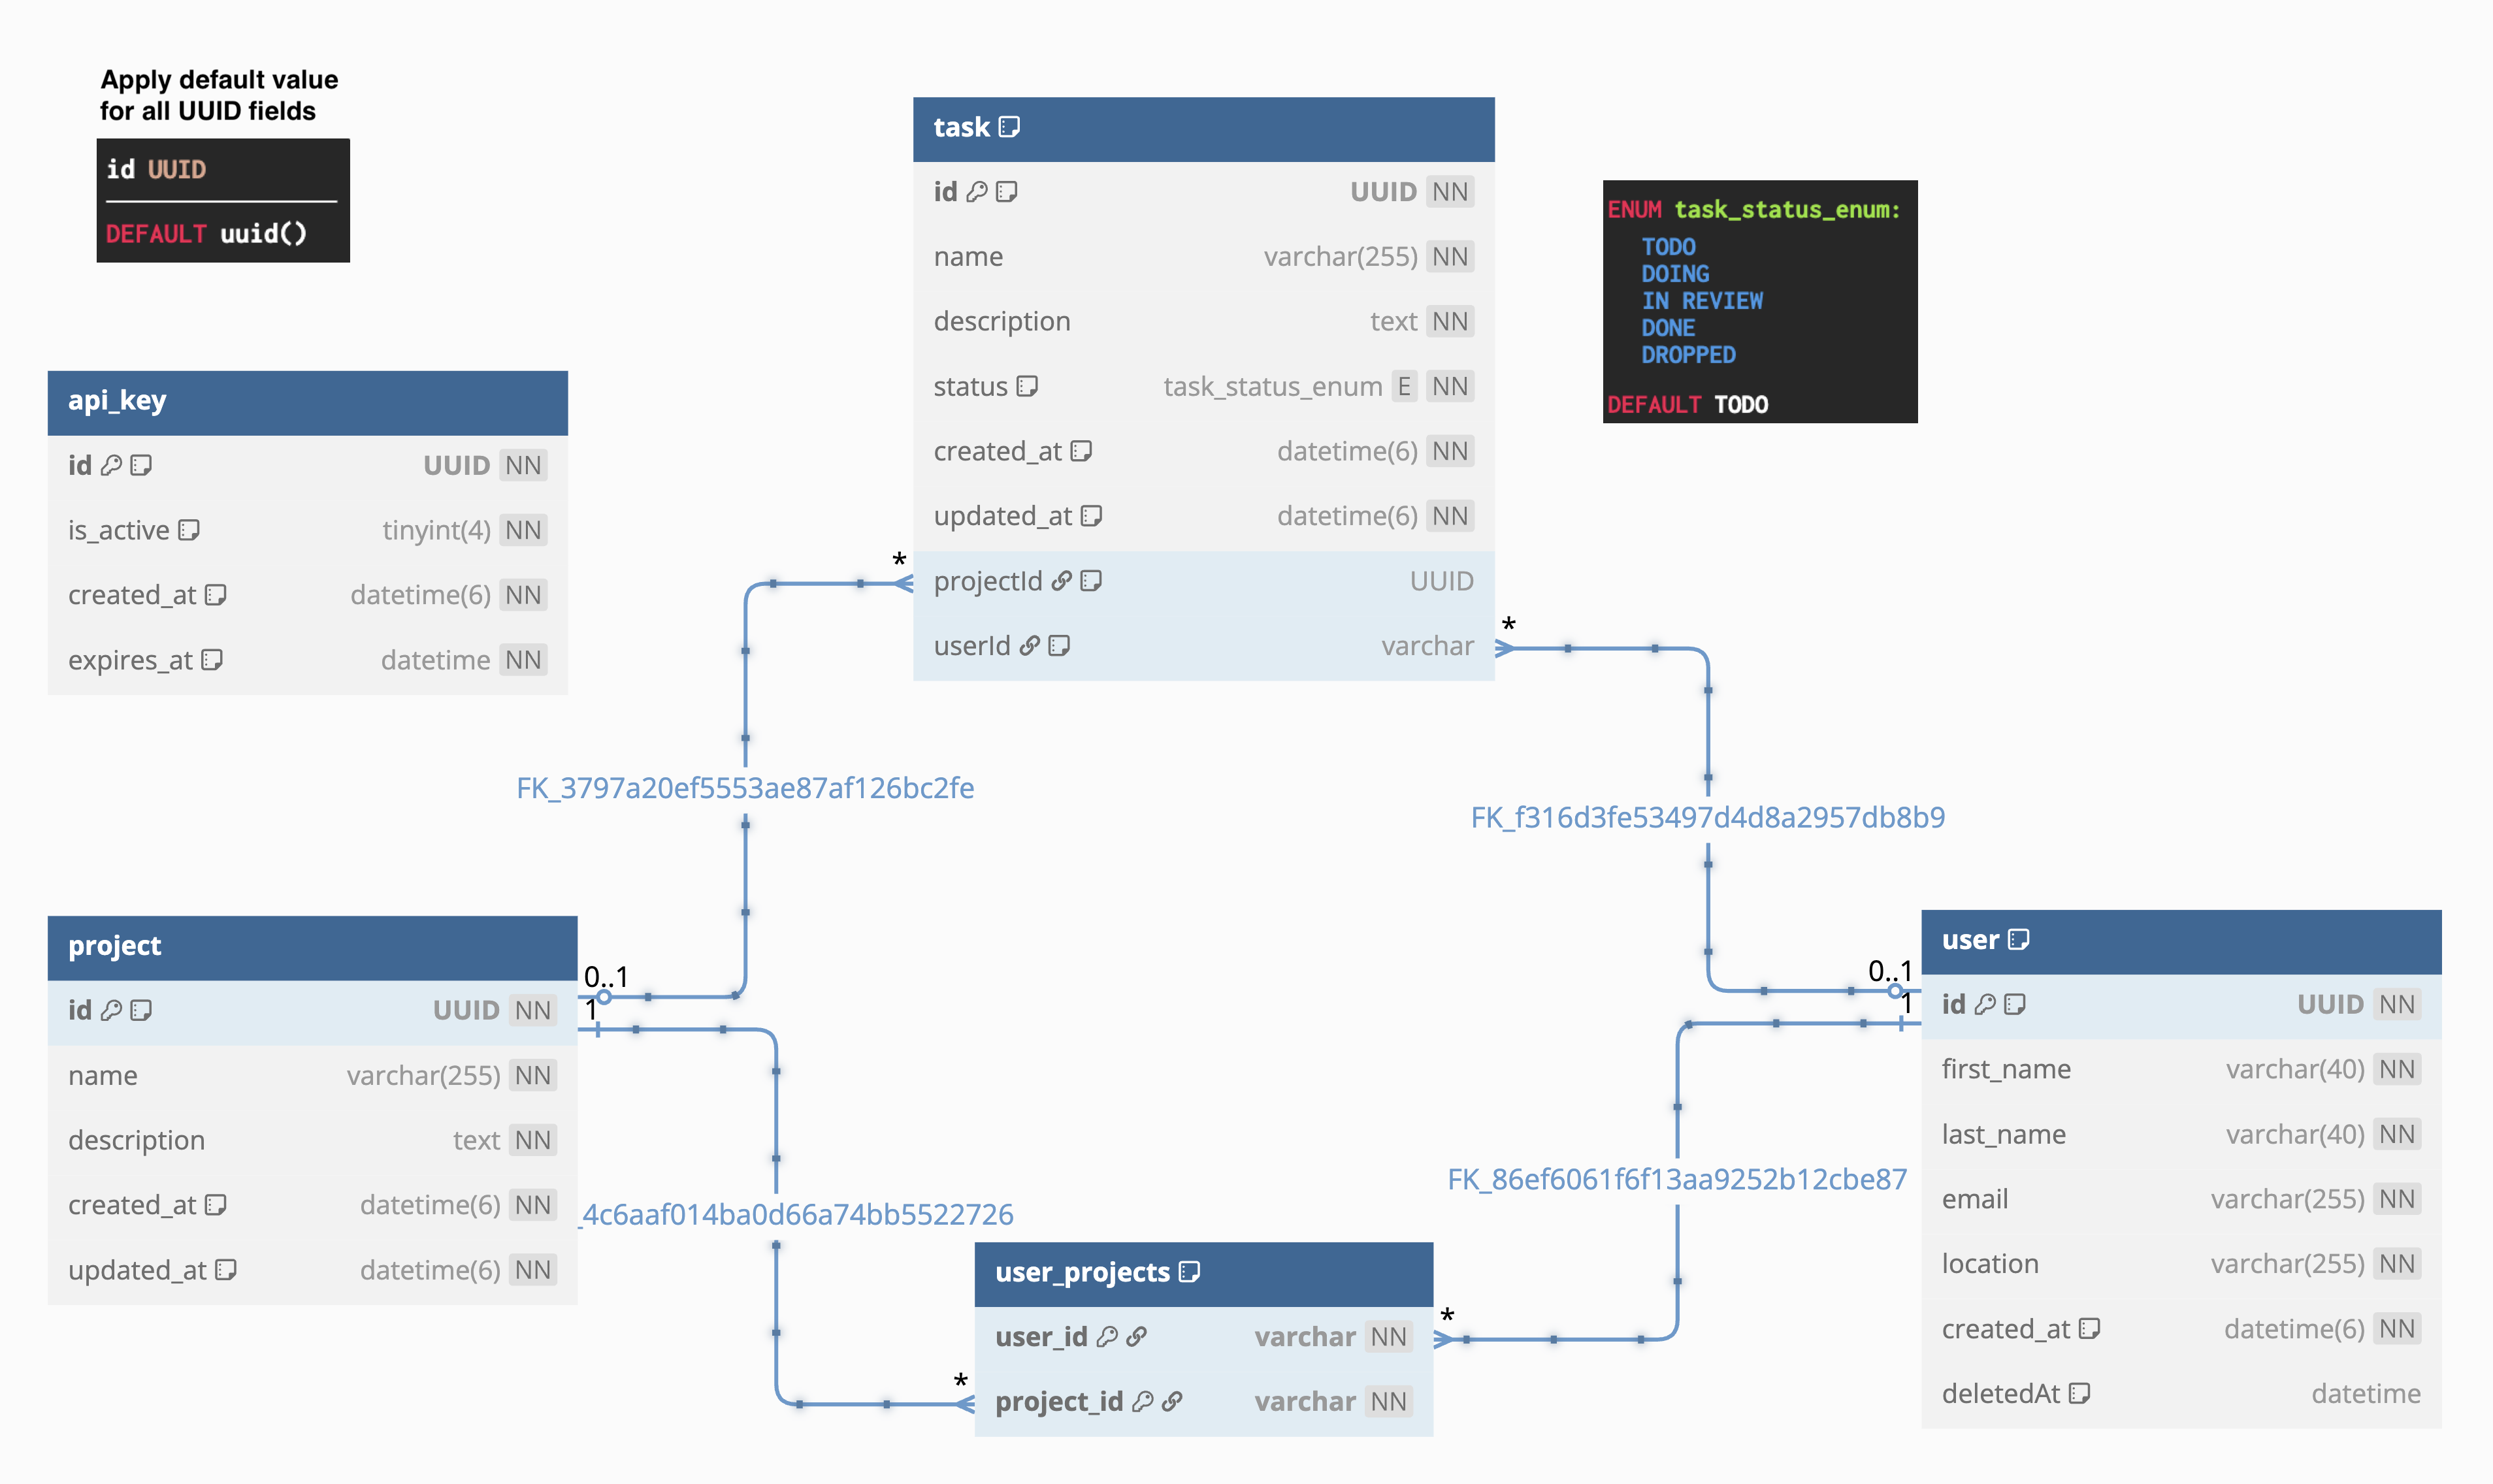 Apply default value
for all UUID fields
id UUID
DEFAULT uuid()
task
id UUID NN
name varchar(255) NN
description text NN
status task_status_enum E NN
created_at datetime(6) NN
updated_at datetime(6) NN
projectId UUID
userId varchar
ENUM task_status_enum:
TODO
DOING
IN REVIEW
DONE
DROPPED
DEFAULT TODO
api_key
id UUID NN
is_active tinyint(4) NN
created_at datetime(6) NN
expires_at datetime NN
*
*
FK_3797a20ef5553ae87af126bc2fe
FK_f316d3fe53497d4d8a2957db8b9
project
id UUID NN
name varchar(255) NN
description text NN
created_at datetime(6) NN
updated_at datetime(6) NN
0..1
1
0..1
1
user
id UUID NN
first_name varchar(40) NN
last_name varchar(40) NN
email varchar(255) NN
location varchar(255) NN
created_at datetime(6) NN
deletedAt datetime
_4c6aaf014ba0d66a74bb5522726
FK_86ef6061f6f13aa9252b12cbe87
user_projects
user_id varchar NN
project_id varchar NN
*
*